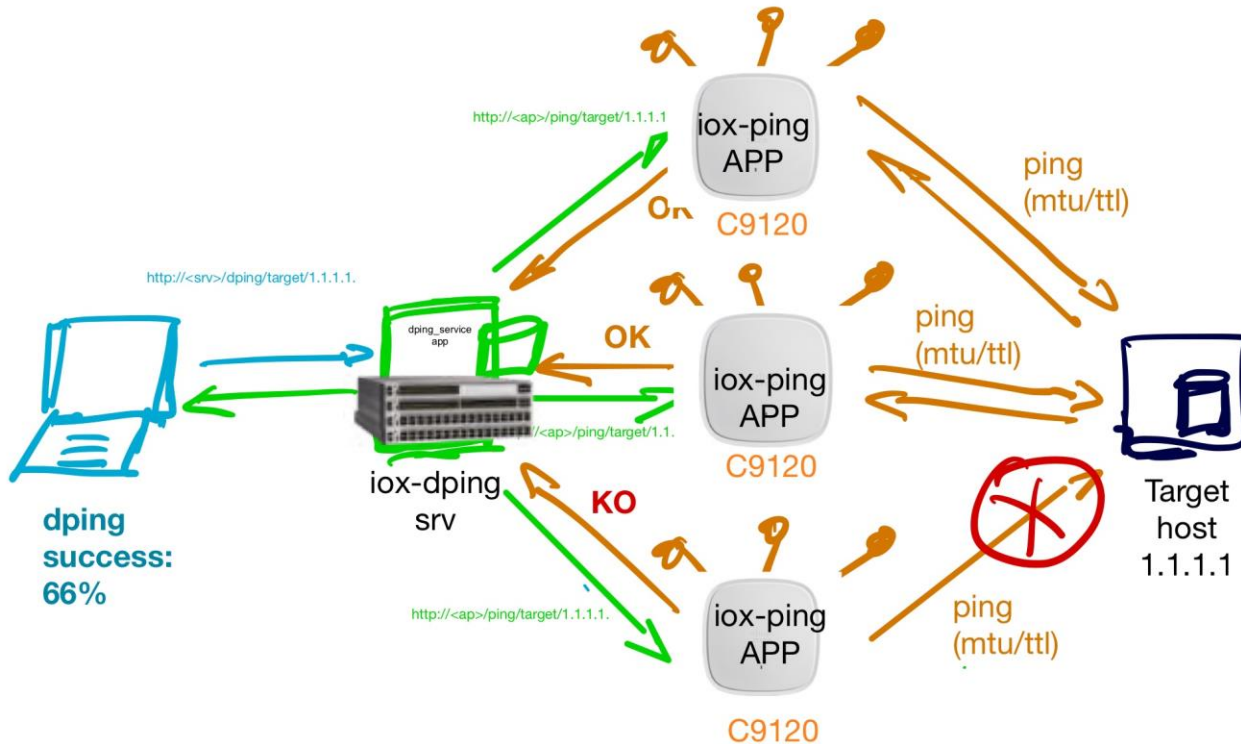 http://<ap>/ping/target/1.1.1.1
iox-ping
APP
C9120
ping
(mtu/ttl)
http://<srv>/dping/target/1.1.1.1.
dping_service
app
OK
iox-ping
APP
C9120
ping
(mtu/ttl)
/<ap>/ping/target/1.1.
iox-dping
srv
KO
dping
success:
66%
http://<ap>/ping/target/1.1.1.1.
iox-ping
APP
C9120
ping
(mtu/ttl)
Target
host
1.1.1.1